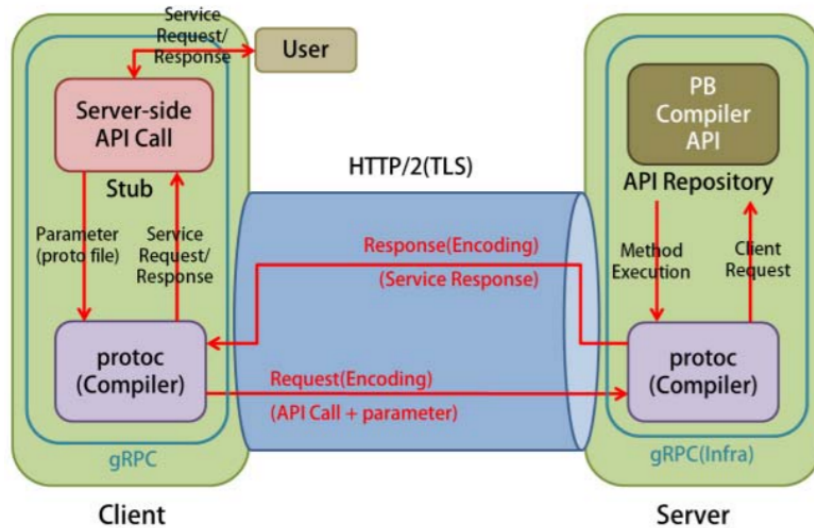 Service
Request/
Response
User
Server-side
API Call
Stub
Parameter
(proto file)
Service
Request/
Response
protoc
(Compiler)
gRPC
Client
HTTP/2(TLS)
Response(Encoding)
(Service Response)
Request(Encoding)
(API Call + parameter)
PB
Compiler
API
API Repository
Method
Execution
Client
Request
protoc
(Compiler)
gRPC(Infra)
Server